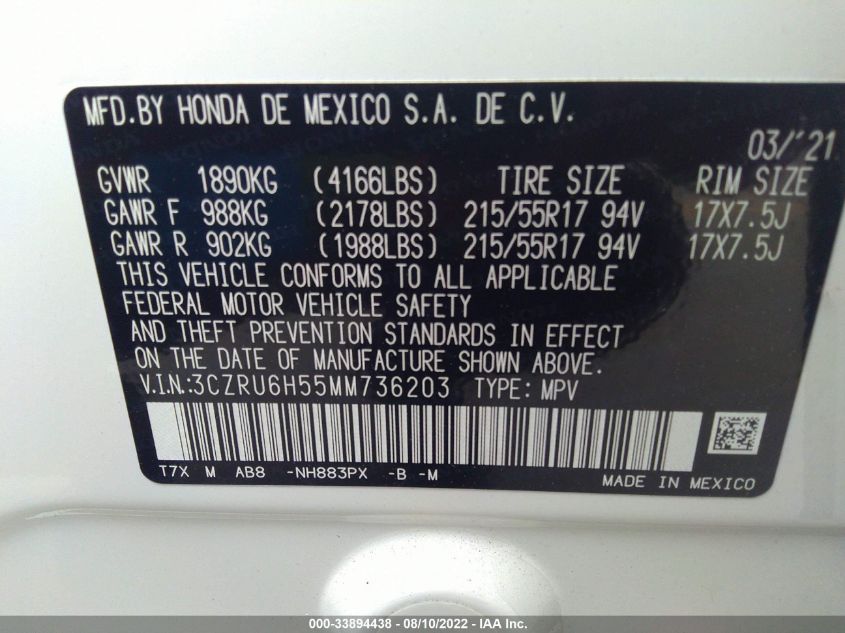 MFD.BY HONDA DE MEXICO S.A. DE C.V.
03/'21
GVWR 1890KG (4166LBS) TIRE SIZE RIM SIZE
GAWR F 988KG (2178LBS) 215/55R17 94V 17X7.5J
GAWR R 902KG (1988LBS) 215/55R17 94V 17X7.5J
THIS VEHICLE CONFORMS TO ALL APPLICABLE
FEDERAL MOTOR VEHICLE SAFETY
AND THEFT PREVENTION STANDARDS IN EFFECT
ON THE DATE OF MANUFACTURE SHOWN ABOVE.
V.I.N.:3CZRU6H55MM736203 TYPE: MPV
T7X M AB8 -NH883PX -B -M
MADE IN MEXICO
000-33894438 - 08/10/2022 - IAA Inc.